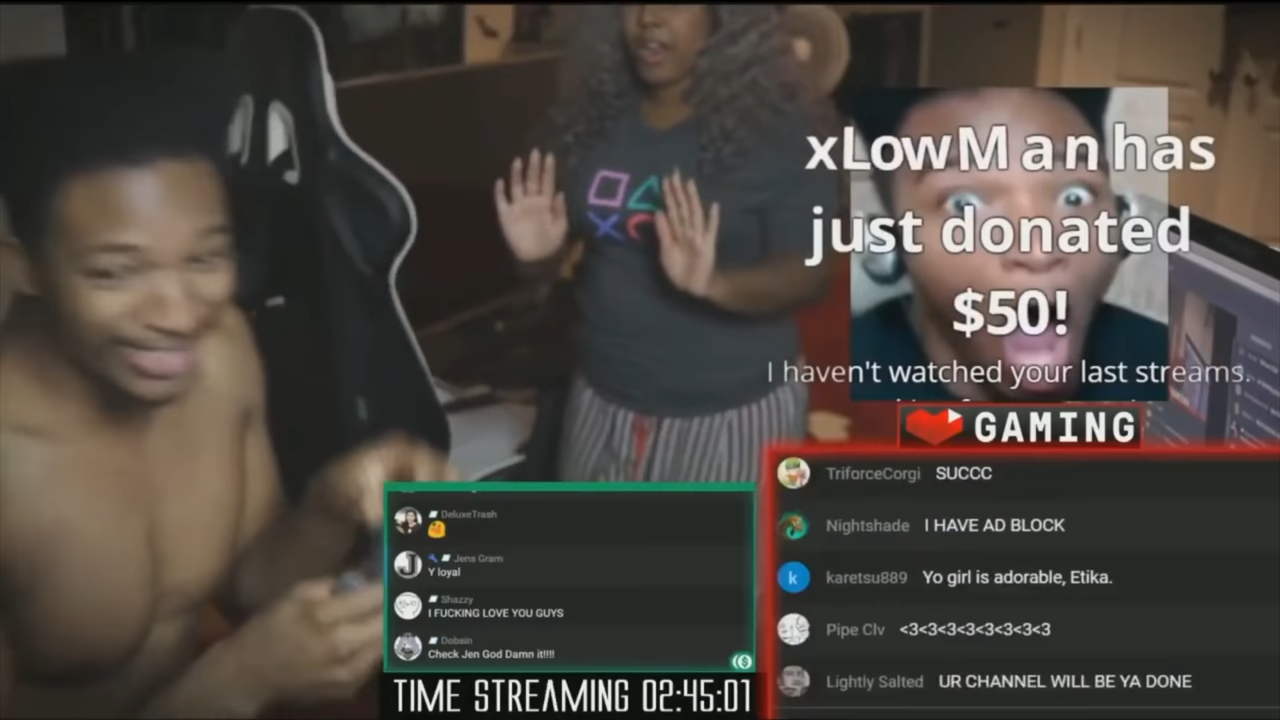 xLowMan has
just donated
$50!
I haven't watched your last streams.
GAMING
TriforceCorgi SUCCC
Nightshade I HAVE AD BLOCK
k karetsu889 Yo girl is adorable, Etika.
Pipe Clv <3<3<3<3<3<3<3<3
Lightly Salted UR CHANNEL WILL BE YA DONE
DeluxeTrash
J Jens Gram
Y loyal
Shazzy
I FUCKING LOVE YOU GUYS
Dobsin
Check Jen God Damn it!!!!
TIME STREAMING 02:45:01